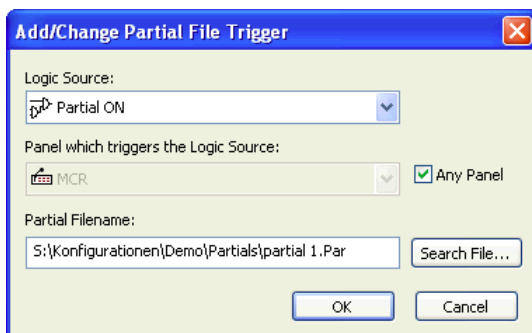 Add/Change Partial File Trigger
Logic Source:
Partial ON
Panel which triggers the Logic Source:
MCR
Any Panel
Partial Filename:
S:\Konfigurationen\Demo\Partials\partial 1.Par
Search File...
OK
Cancel